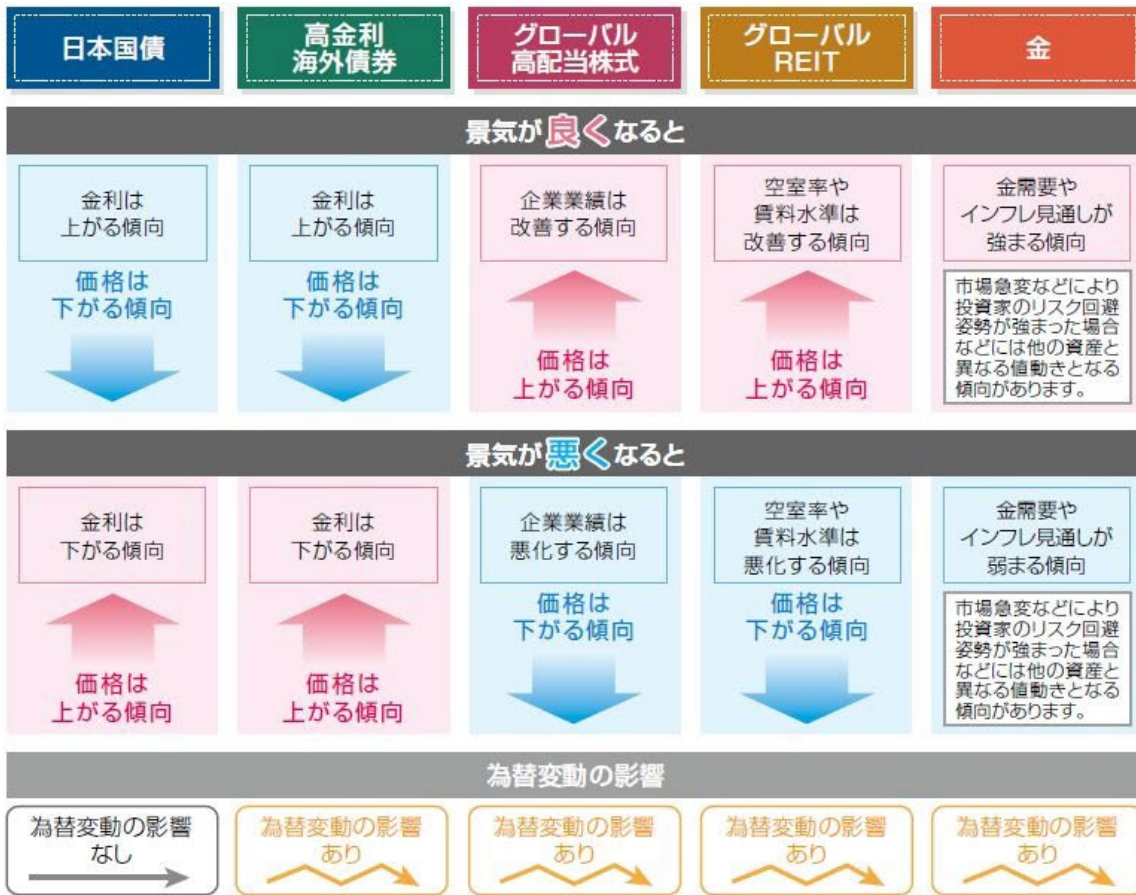 日本国債
高金利
海外債券
グローバル
高配当株式
グローバル
REIT
金
景気が良くなると
金利は
上がる傾向
価格は
下がる傾向
金利は
上がる傾向
価格は
下がる傾向
企業業績は
改善する傾向
価格は
上がる傾向
空室率や
賃料水準は
改善する傾向
価格は
上がる傾向
金需要や
インフレ見通しが
強まる傾向
市場急変などにより
投資家のリスク回避
姿勢が強まった場合
などには他の資産と
異なる値動きとなる
傾向があります。
景気が悪くなると
金利は
下がる傾向
価格は
上がる傾向
金利は
下がる傾向
価格は
上がる傾向
企業業績は
悪化する傾向
価格は
下がる傾向
空室率や
賃料水準は
悪化する傾向
価格は
下がる傾向
金需要や
インフレ見通しが
弱まる傾向
市場急変などにより
投資家のリスク回避
姿勢が強まった場合
などには他の資産と
異なる値動きとなる
傾向があります。
為替変動の影響
為替変動の影響
なし
為替変動の影響
あり
為替変動の影響
あり
為替変動の影響
あり
為替変動の影響
あり